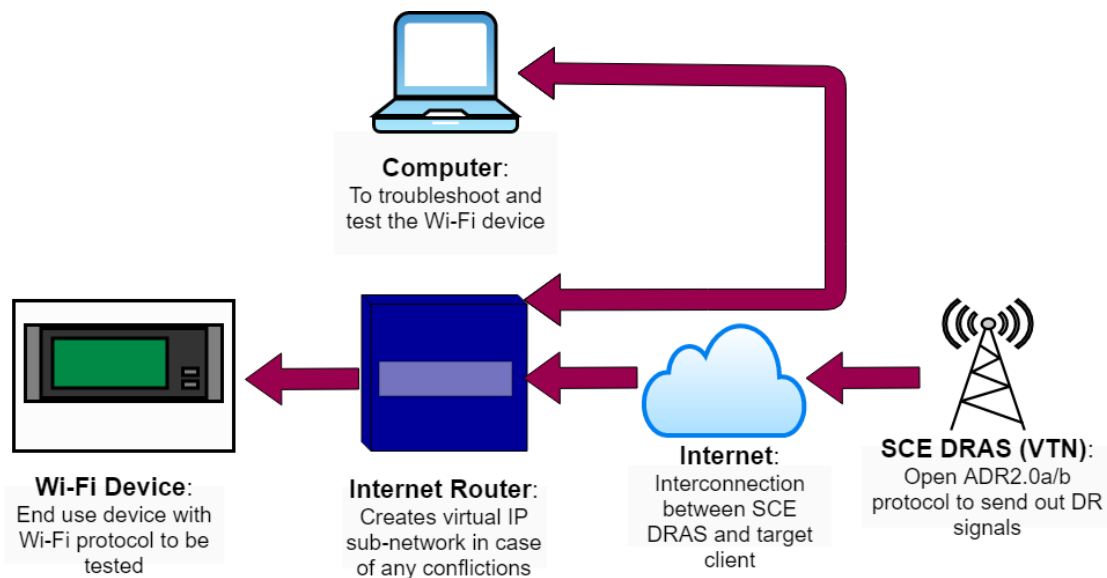 Computer:
To troubleshoot and
test the Wi-Fi device
Wi-Fi Device:
End use device with
Wi-Fi protocol to be
tested
Internet Router:
Creates virtual IP
sub-network in case
of any conflictions
Internet:
Interconnection
between SCE
DRAS and target
client
SCE DRAS (VTN):
Open ADR2.0a/b
protocol to send out DR
signals